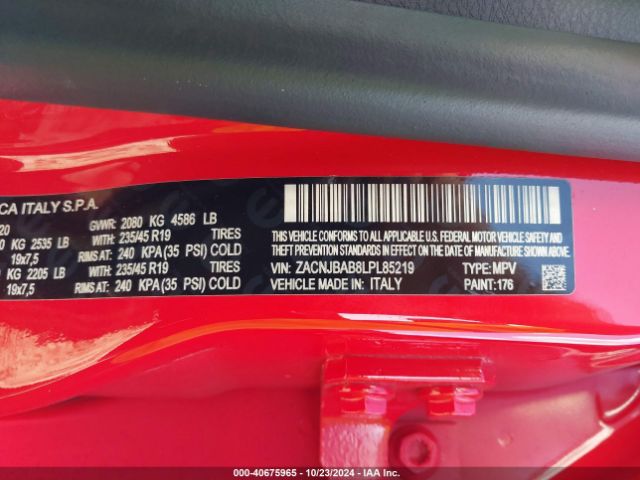 CA ITALY S.P.A.
20
GVWR: 2080 KG 4586 LB
0 KG 2535 LB WITH: 235/45 R19 TIRES
19x7,5 RIMS AT: 240 KPA(35 PSI) COLD
KG 2205 LB WITH: 235/45 R19 TIRES
19x7,5 RIMS AT: 240 KPA(35 PSI) COLD
THIS VEHICLE CONFORMS TO ALL APPLICABLE U.S. FEDERAL MOTOR VEHICLE
SAFETY, BUMPER, AND THEFT PREVENTION STANDARDS IN
EFFECT ON THE DATE OF MANUFACTURE SHOWN ABOVE.
VIN: ZACNJBAB8LPL85219 TYPE: MPV
VEHICLE MADE IN: ITALY PAINT: 176
000-40675965 - 10/23/2024 - IAA Inc.